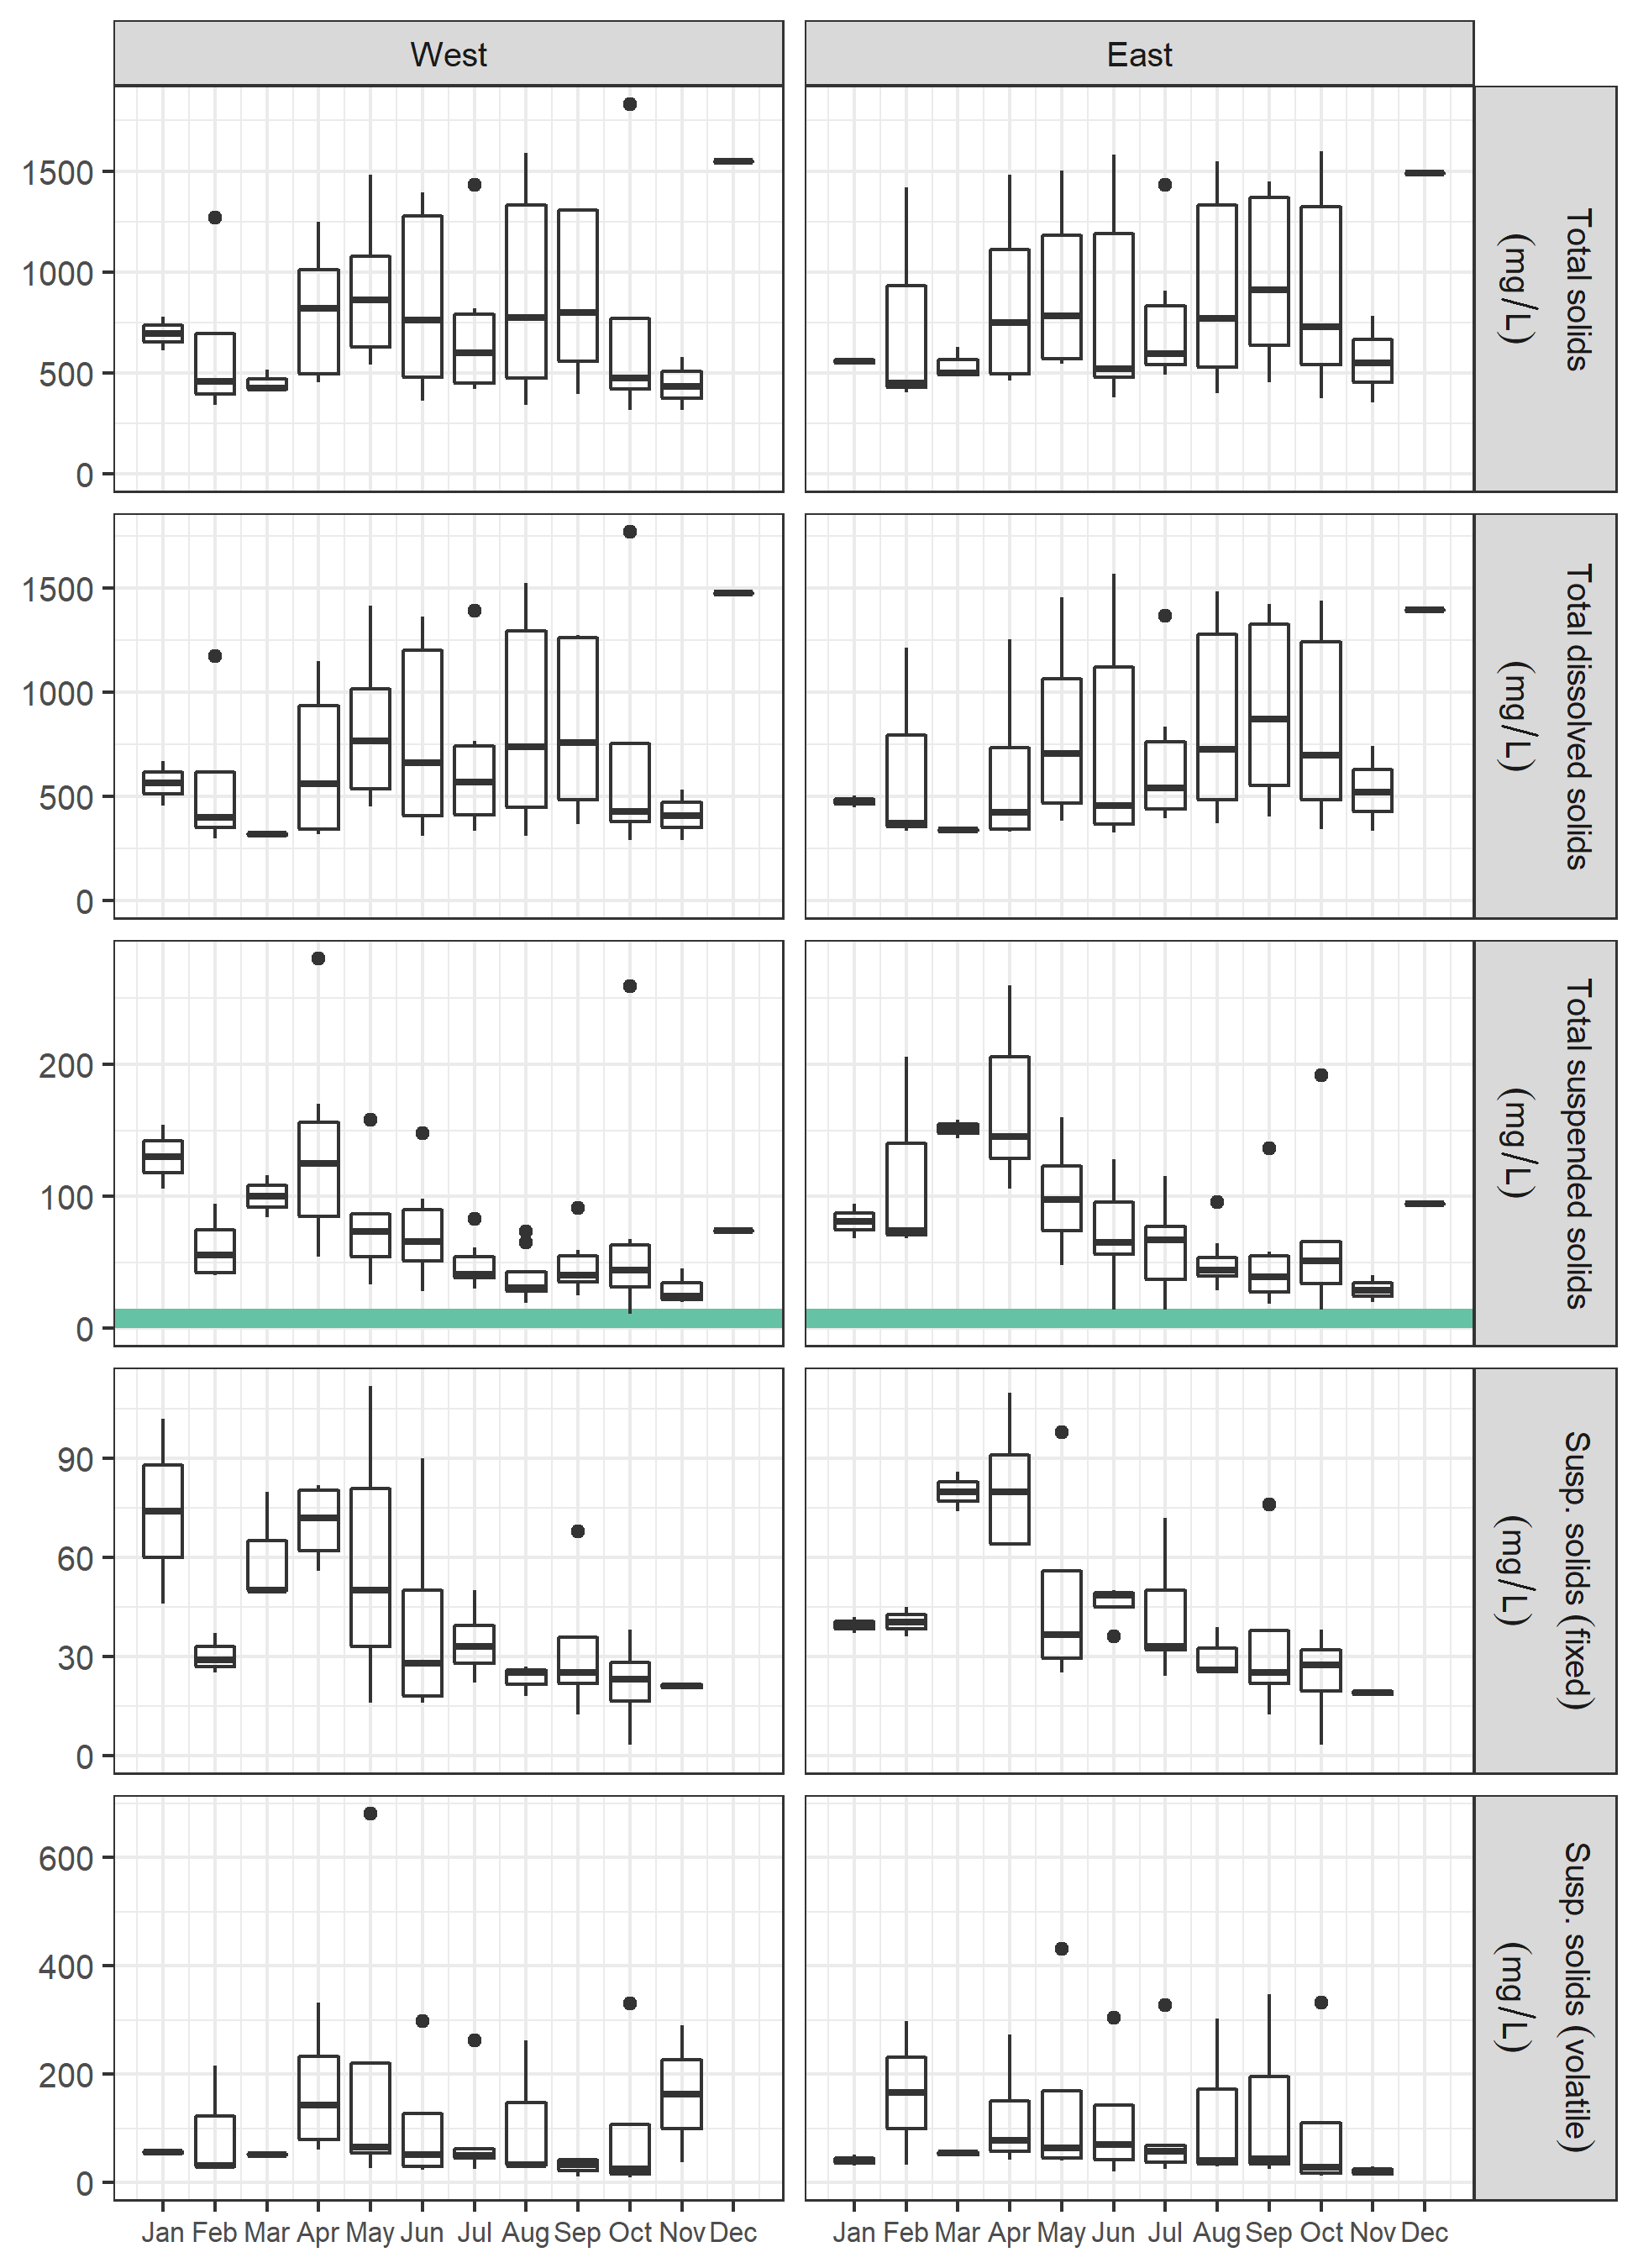 West
East
1500
1000
500
0
Total solids
(mg/L)
1500
1000
500
0
Total dissolved solids
(mg/L)
200
100
0
Total suspended solids
(mg/L)
90
60
30
0
Susp. solids (fixed)
(mg/L)
600
400
200
0
Susp. solids (volatile)
(mg/L)
Jan Feb Mar Apr May Jun Jul Aug Sep Oct Nov Dec
Jan Feb Mar Apr May Jun Jul Aug Sep Oct Nov Dec